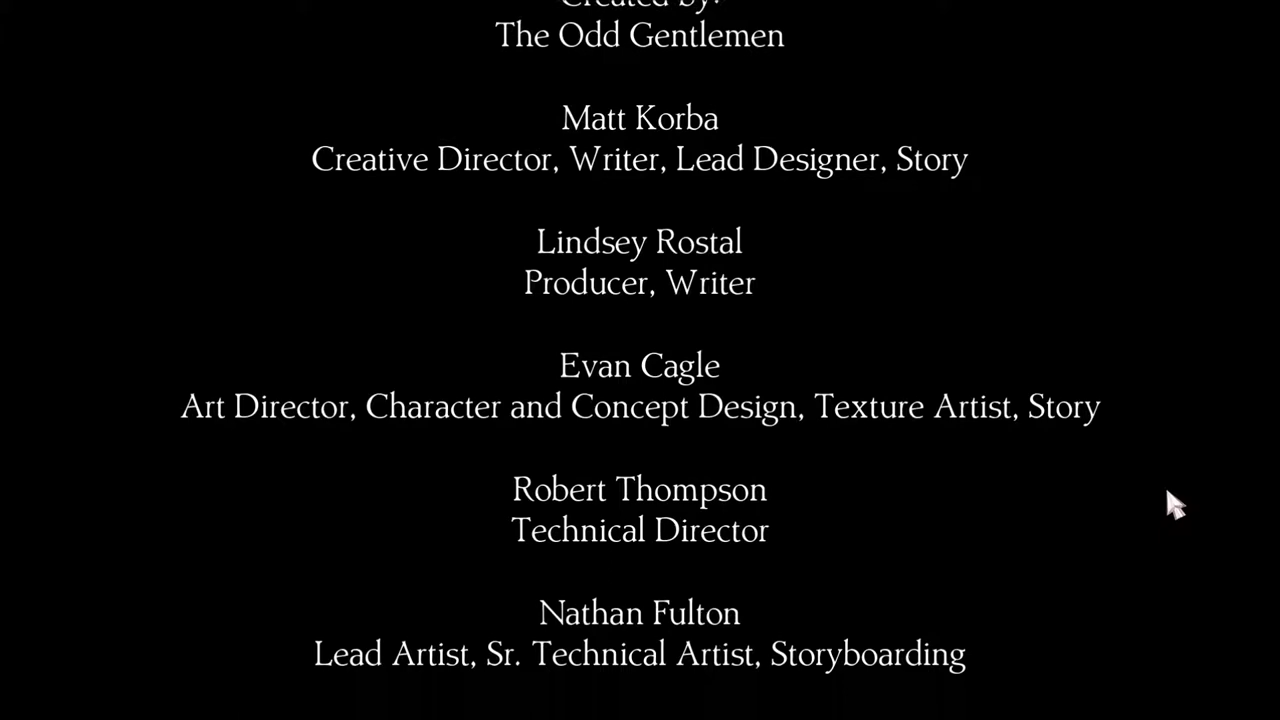 Created by:
The Odd Gentlemen
Matt Korba
Creative Director, Writer, Lead Designer, Story
Lindsey Rostal
Producer, Writer
Evan Cagle
Art Director, Character and Concept Design, Texture Artist, Story
Robert Thompson
Technical Director
Nathan Fulton
Lead Artist, Sr. Technical Artist, Storyboarding